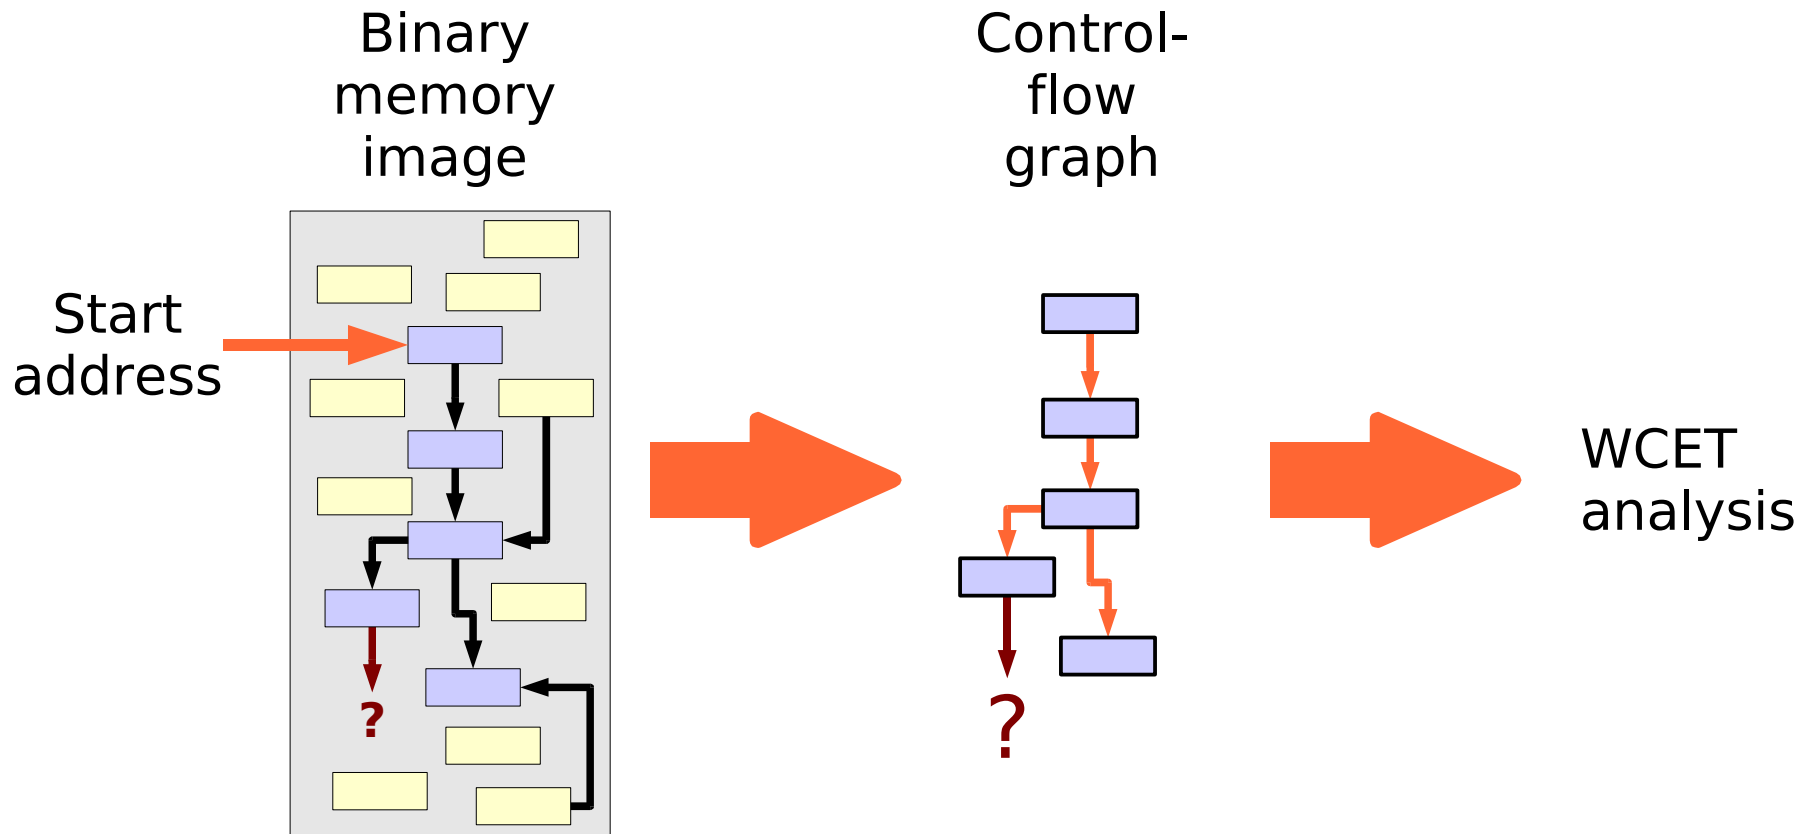 Binary
memory
image
Control-
flow
graph
Start
address
WCET
analysis
?
?